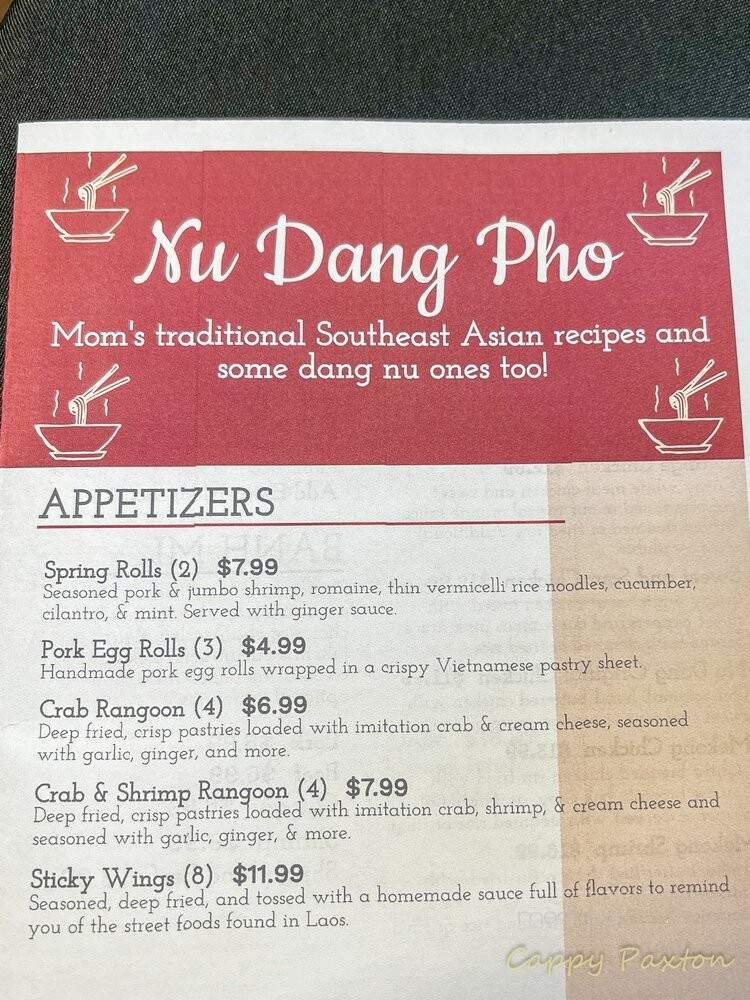 Nu Dang Pho
Mom's traditional Southeast Asian recipes and
some dang nu ones too!
APPETIZERS
Spring Rolls (2) $7.99
Seasoned pork & jumbo shrimp, romaine, thin vermicelli rice noodles, cucumber,
cilantro, & mint. Served with ginger sauce.
Pork Egg Rolls (3) $4.99
Handmade pork egg rolls wrapped in a crispy Vietnamese pastry sheet.
Crab Rangoon (4) $6.99
Deep fried, crisp pastries loaded with imitation crab & cream cheese, seasoned
with garlic, ginger, and more.
Crab & Shrimp Rangoon (4) $7.99
Deep fried, crisp pastries loaded with imitation crab, shrimp, & cream cheese and
seasoned with garlic, ginger, & more.
Sticky Wings (8) $11.99
Seasoned, deep fried, and tossed with a homemade sauce full of flavors to remind
you of the street foods found in Laos.
Cappy Paxton